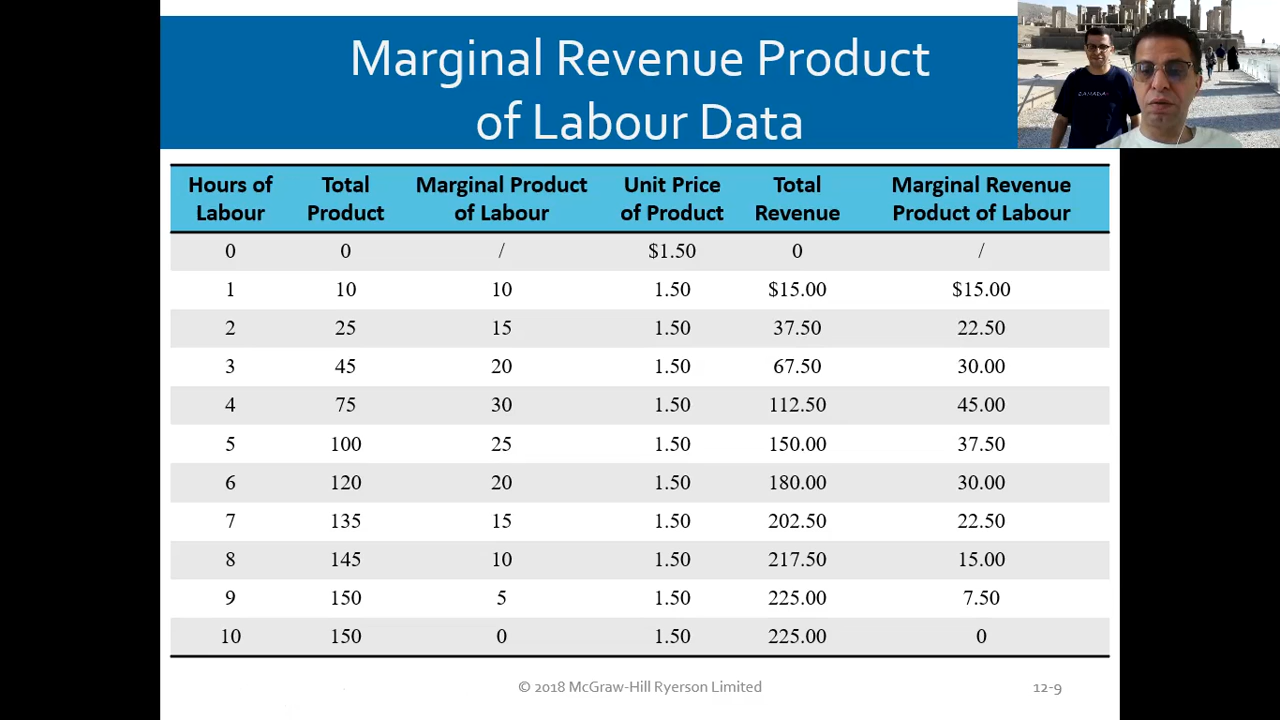 Marginal Revenue Product
of Labour Data
Hours of Labour Total Product Marginal Product of Labour Unit Price of Product Total Revenue Marginal Revenue Product of Labour
0 0 / $1.50 0 /
1 10 10 1.50 $15.00 $15.00
2 25 15 1.50 37.50 22.50
3 45 20 1.50 67.50 30.00
4 75 30 1.50 112.50 45.00
5 100 25 1.50 150.00 37.50
6 120 20 1.50 180.00 30.00
7 135 15 1.50 202.50 22.50
8 145 10 1.50 217.50 15.00
9 150 5 1.50 225.00 7.50
10 150 0 1.50 225.00 0
© 2018 McGraw-Hill Ryerson Limited 12-9